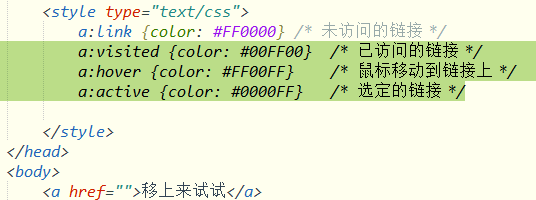 <style type="text/css">
a:link {color: #FF0000} /* 未访问的链接 */
a:visited {color: #00FF00} /* 已访问的链接 */
a:hover {color: #FF00FF} /* 鼠标移动到链接上 */
a:active {color: #0000FF} /* 选定的链接 */
</style>
</head>
<body>
<a href="">移上来试试</a>